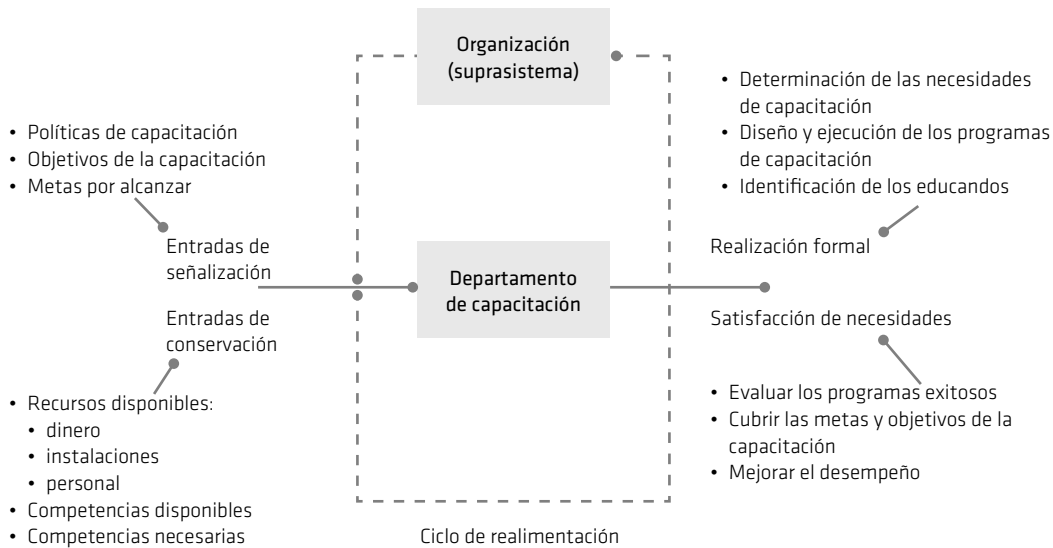 Organización
(suprasistema)
• Políticas de capacitación
• Objetivos de la capacitación
• Metas por alcanzar
Entradas de
señalización
Entradas de
conservación
• Recursos disponibles:
• dinero
• instalaciones
• personal
• Competencias disponibles
• Competencias necesarias
Departamento
de capacitación
Ciclo de realimentación
• Determinación de las necesidades
de capacitación
• Diseño y ejecución de los programas
de capacitación
• Identificación de los educandos
Realización formal
Satisfacción de necesidades
• Evaluar los programas exitosos
• Cubrir las metas y objetivos de la
capacitación
• Mejorar el desempeño